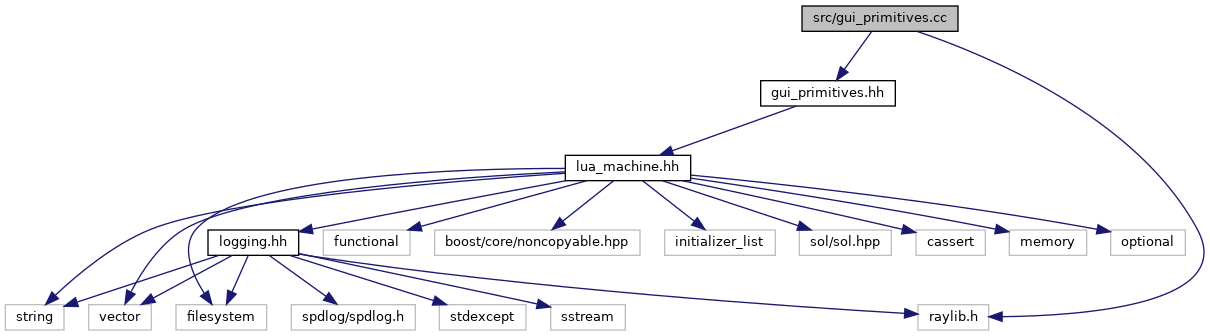 src/gui_primitives.cc
gui_primitives.hh
lua_machine.hh
logging.hh
functional
boost/core/noncopyable.hpp
initializer_list
sol/sol.hpp
cassert
memory
optional
string
vector
filesystem
spdlog/spdlog.h
stdexcept
sstream
raylib.h